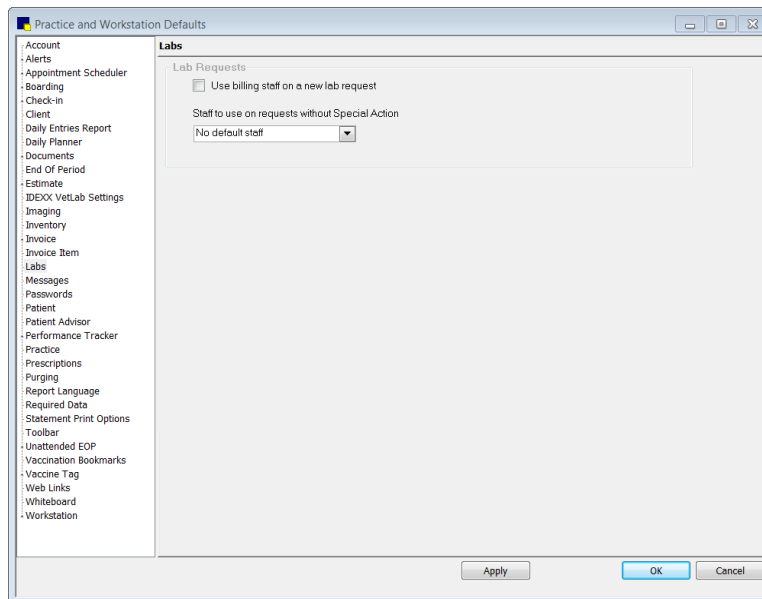 Practice and Workstation Defaults
Account
Alerts
Appointment Scheduler
Boarding
Check-in
Client
Daily Entries Report
Daily Planner
Documents
End Of Period
Estimate
IDEXX VetLab Settings
Imaging
Inventory
Invoice
Invoice Item
Labs
Messages
Passwords
Patient
Patient Advisor
Performance Tracker
Practice
Prescriptions
Purging
Report Language
Required Data
Statement Print Options
Toolbar
Unattended EOP
Vaccination Bookmarks
Vaccine Tag
Web Links
Whiteboard
Workstation
Labs
Lab Requests
Use billing staff on a new lab request
Staff to use on requests without Special Action
No default staff
Apply
OK
Cancel